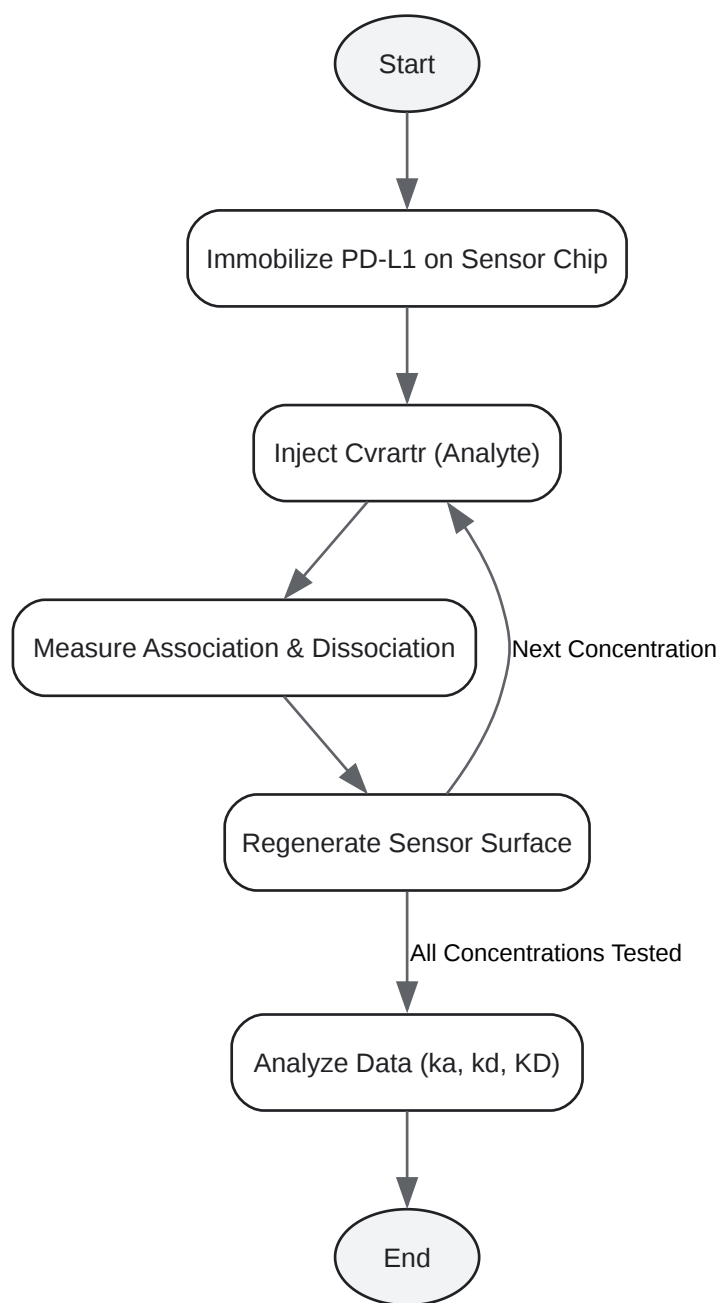 Start
Immobilize PD-L1 on Sensor Chip
Inject Cvrartr (Analyte)
Measure Association & Dissociation
Next Concentration
Regenerate Sensor Surface
All Concentrations Tested
Analyze Data (ka, kd, KD)
End